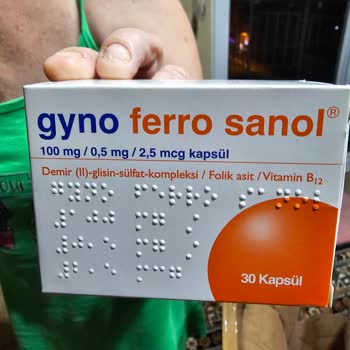 gyno ferro sanol®
100 mg / 0,5 mg / 2,5 mcg kapsül
Demir (II)-glisin-sülfat-kompleksi / Folik asit / Vitamin B₁₂
30 Kapsül